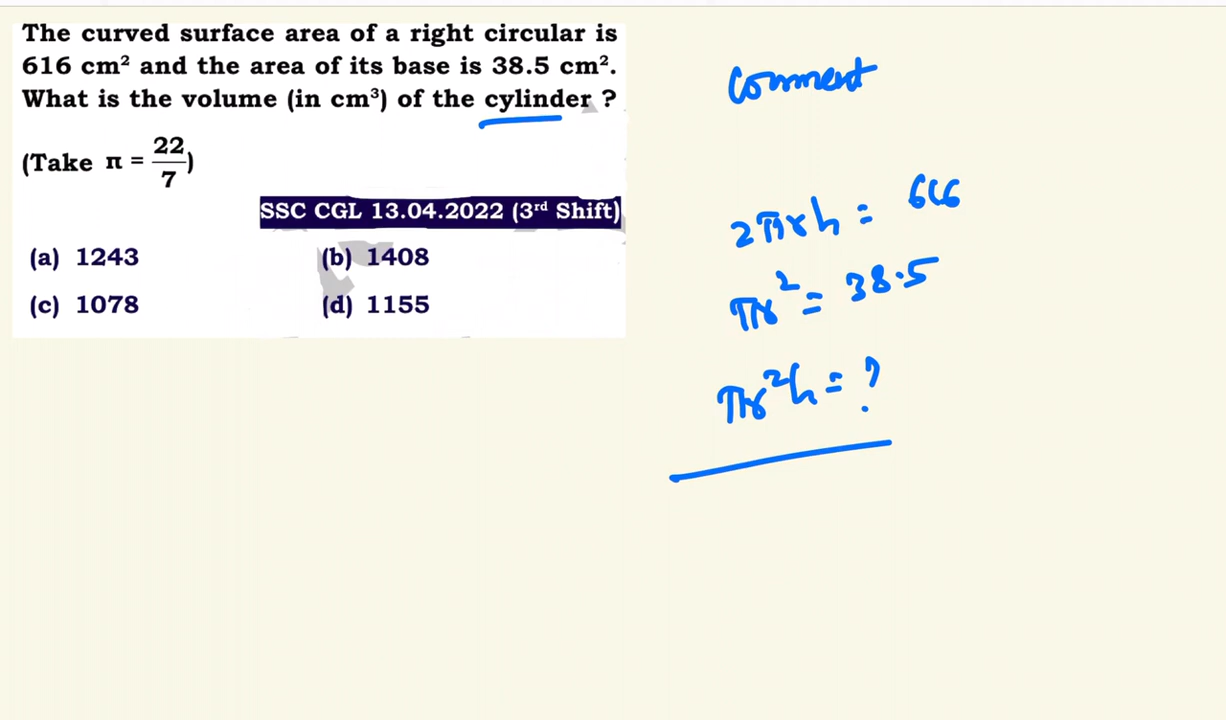 The curved surface area of a right circular is
616 cm² and the area of its base is 38.5 cm².
What is the volume (in cm³) of the cylinder ?
(Take π = 22/7)
SSC CGL 13.04.2022 (3rd Shift)
(a) 1243 (b) 1408
(c) 1078 (d) 1155
comment
2πrh = 616
πr² = 38.5
πr²h = ?